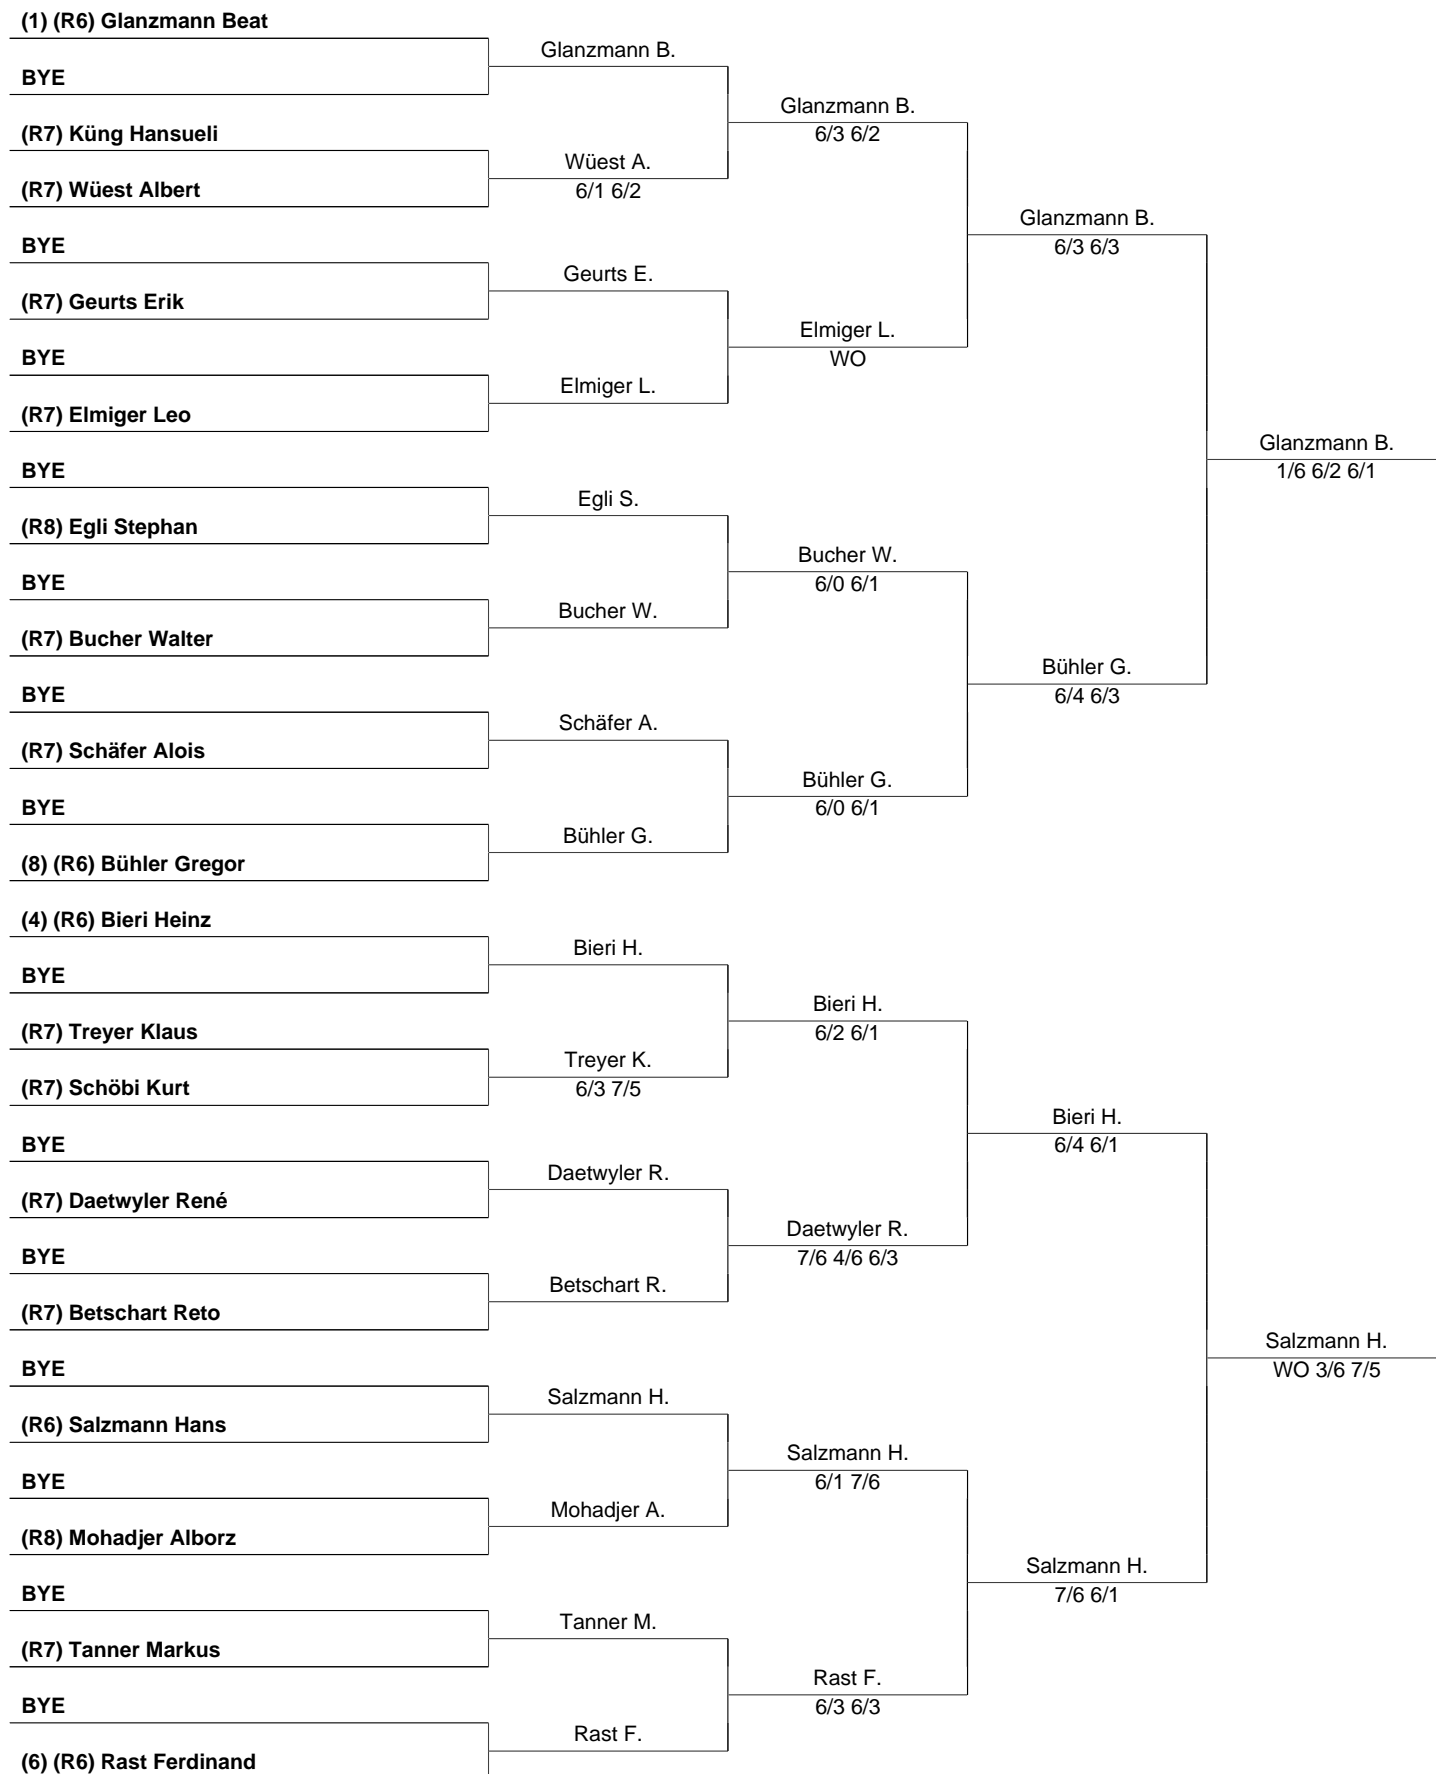 (1) (R6) Glanzmann Beat
Glanzmann B.
BYE
Glanzmann B.
6/3 6/2
(R7) Küng Hansueli
Wüest A.
6/1 6/2
(R7) Wüest Albert
Glanzmann B.
6/3 6/3
BYE
Geurts E.
(R7) Geurts Erik
Elmiger L.
WO
BYE
Elmiger L.
(R7) Elmiger Leo
Glanzmann B.
1/6 6/2 6/1
BYE
Egli S.
(R8) Egli Stephan
Bucher W.
6/0 6/1
BYE
Bucher W.
(R7) Bucher Walter
Bühler G.
6/4 6/3
BYE
Schäfer A.
(R7) Schäfer Alois
Bühler G.
6/0 6/1
BYE
Bühler G.
(8) (R6) Bühler Gregor
(4) (R6) Bieri Heinz
Bieri H.
BYE
Bieri H.
6/2 6/1
(R7) Treyer Klaus
Treyer K.
6/3 7/5
(R7) Schöbi Kurt
Bieri H.
6/4 6/1
BYE
Daetwyler R.
(R7) Daetwyler René
Daetwyler R.
7/6 4/6 6/3
BYE
Betschart R.
(R7) Betschart Reto
Salzmann H.
WO 3/6 7/5
BYE
Salzmann H.
(R6) Salzmann Hans
Salzmann H.
6/1 7/6
BYE
Mohadjer A.
(R8) Mohadjer Alborz
Salzmann H.
7/6 6/1
BYE
Tanner M.
(R7) Tanner Markus
Rast F.
6/3 6/3
BYE
Rast F.
(6) (R6) Rast Ferdinand